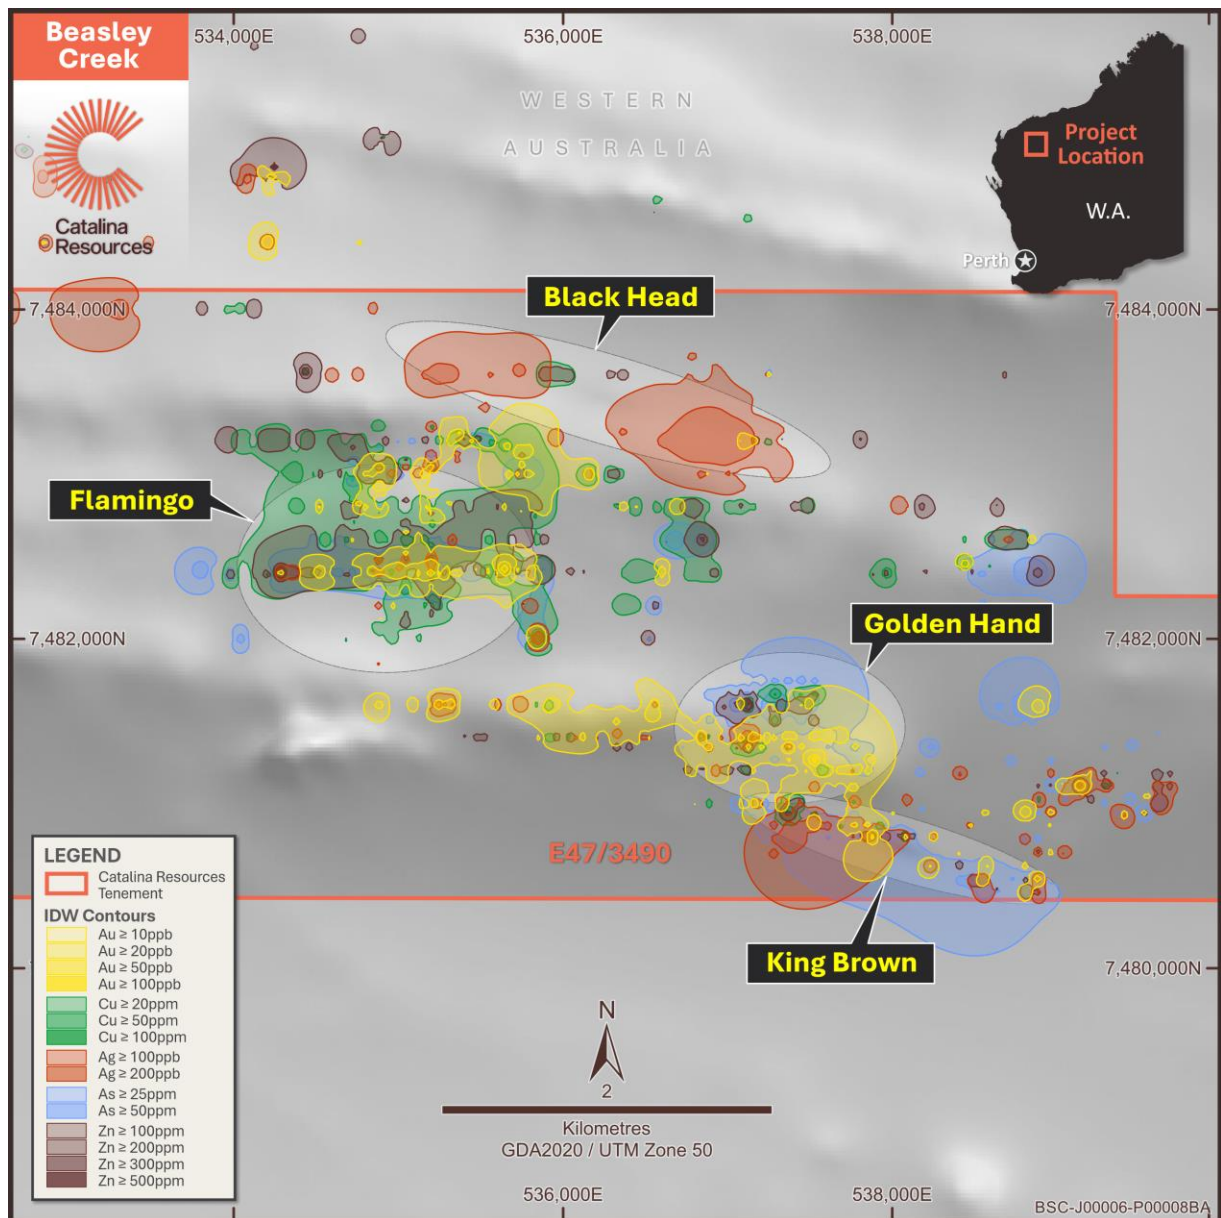 Beasley
Creek
534,000E
536,000E
538,000E
WESTERN
AUSTRALIA
Catalina
Resources
Project
Location
W.A.
Perth
7,484,000N
7,484,000N
Black Head
Flamingo
7,482,000N
7,482,000N
Golden Hand
E47/3490
King Brown
7,480,000N
LEGEND
Catalina Resources
Tenement
IDW Contours
Au ≥ 10ppb
Au ≥ 20ppb
Au ≥ 50ppb
Au ≥ 100ppb
Cu ≥ 20ppm
Cu ≥ 50ppm
Cu ≥ 100ppm
Ag ≥ 100ppb
Ag ≥ 200ppb
As ≥ 25ppm
As ≥ 50ppm
Zn ≥ 100ppm
Zn ≥ 200ppm
Zn ≥ 300ppm
Zn ≥ 500ppm
N
2
Kilometres
GDA2020 / UTM Zone 50
536,000E
538,000E
BSC-J00006-P00008BA